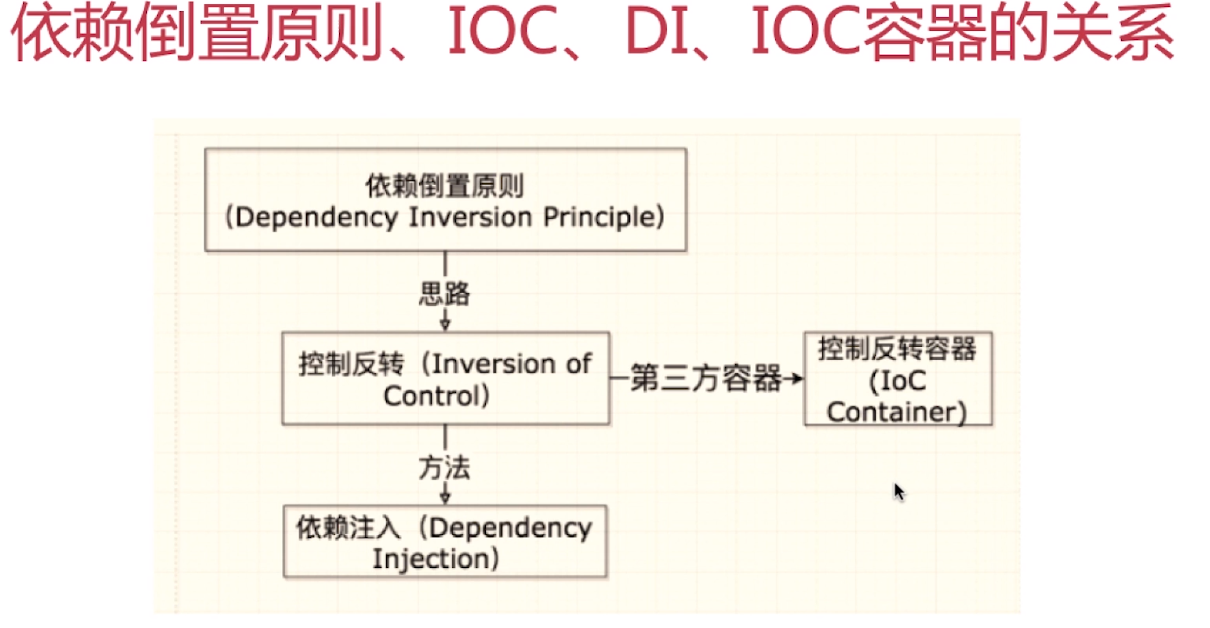 依赖倒置原则、IOC、DI、IOC容器的关系
依赖倒置原则
（Dependency Inversion Principle）
思路
控制反转（Inversion of
Control）
第三方容器
控制反转容器
(IoC
Container)
方法
依赖注入（Dependency
Injection）